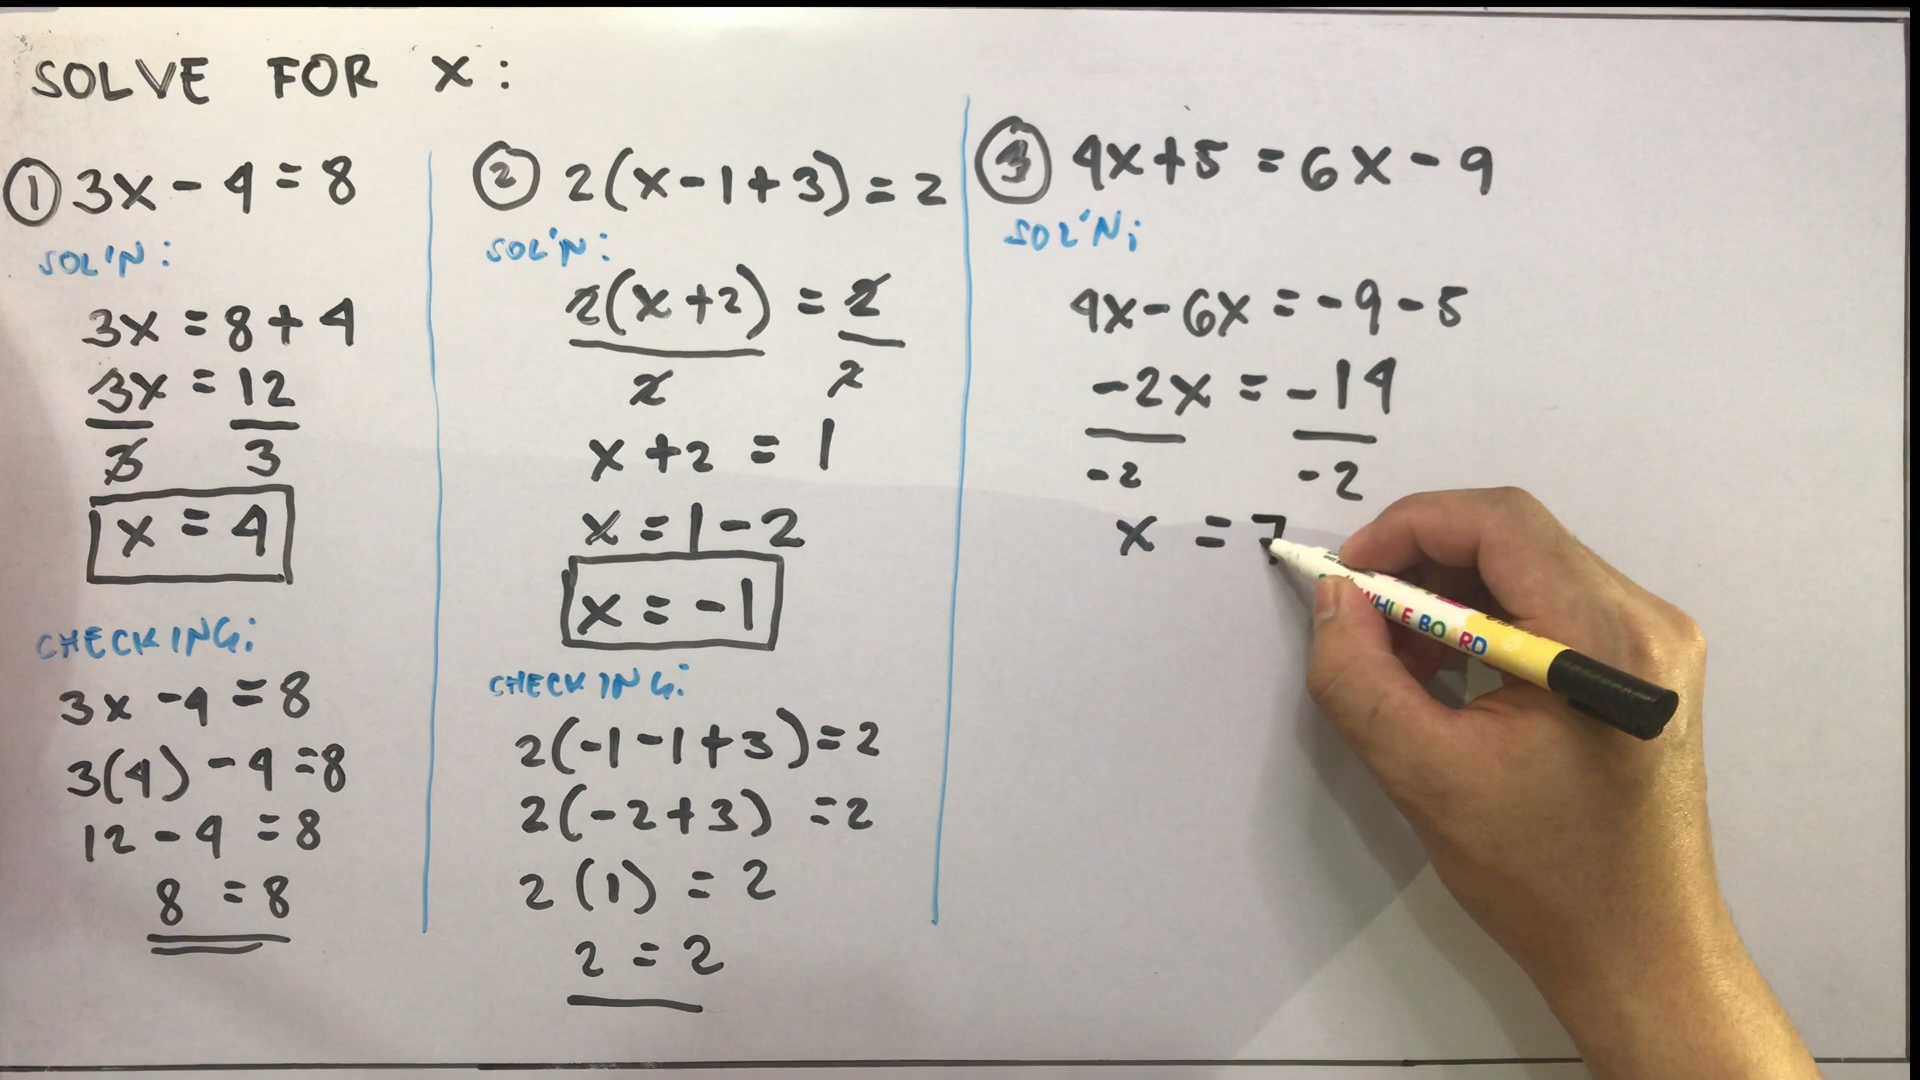 SOLVE FOR X:
① 3x - 4 = 8
SOL'N:
3x = 8 + 4
3x = 12
3 3
x = 4
CHECKING:
3x - 4 = 8
3(4) - 4 = 8
12 - 4 = 8
8 = 8
② 2(x - 1 + 3) = 2
SOL'N:
2(x + 2) = 2
2 2
x + 2 = 1
x = 1 - 2
x = -1
CHECKING:
2(-1 - 1 + 3) = 2
2(-2 + 3) = 2
2(1) = 2
2 = 2
③ 4x + 5 = 6x - 9
SOL'N:
4x - 6x = -9 - 5
-2x = -14
-2 -2
x = 7
BOARD